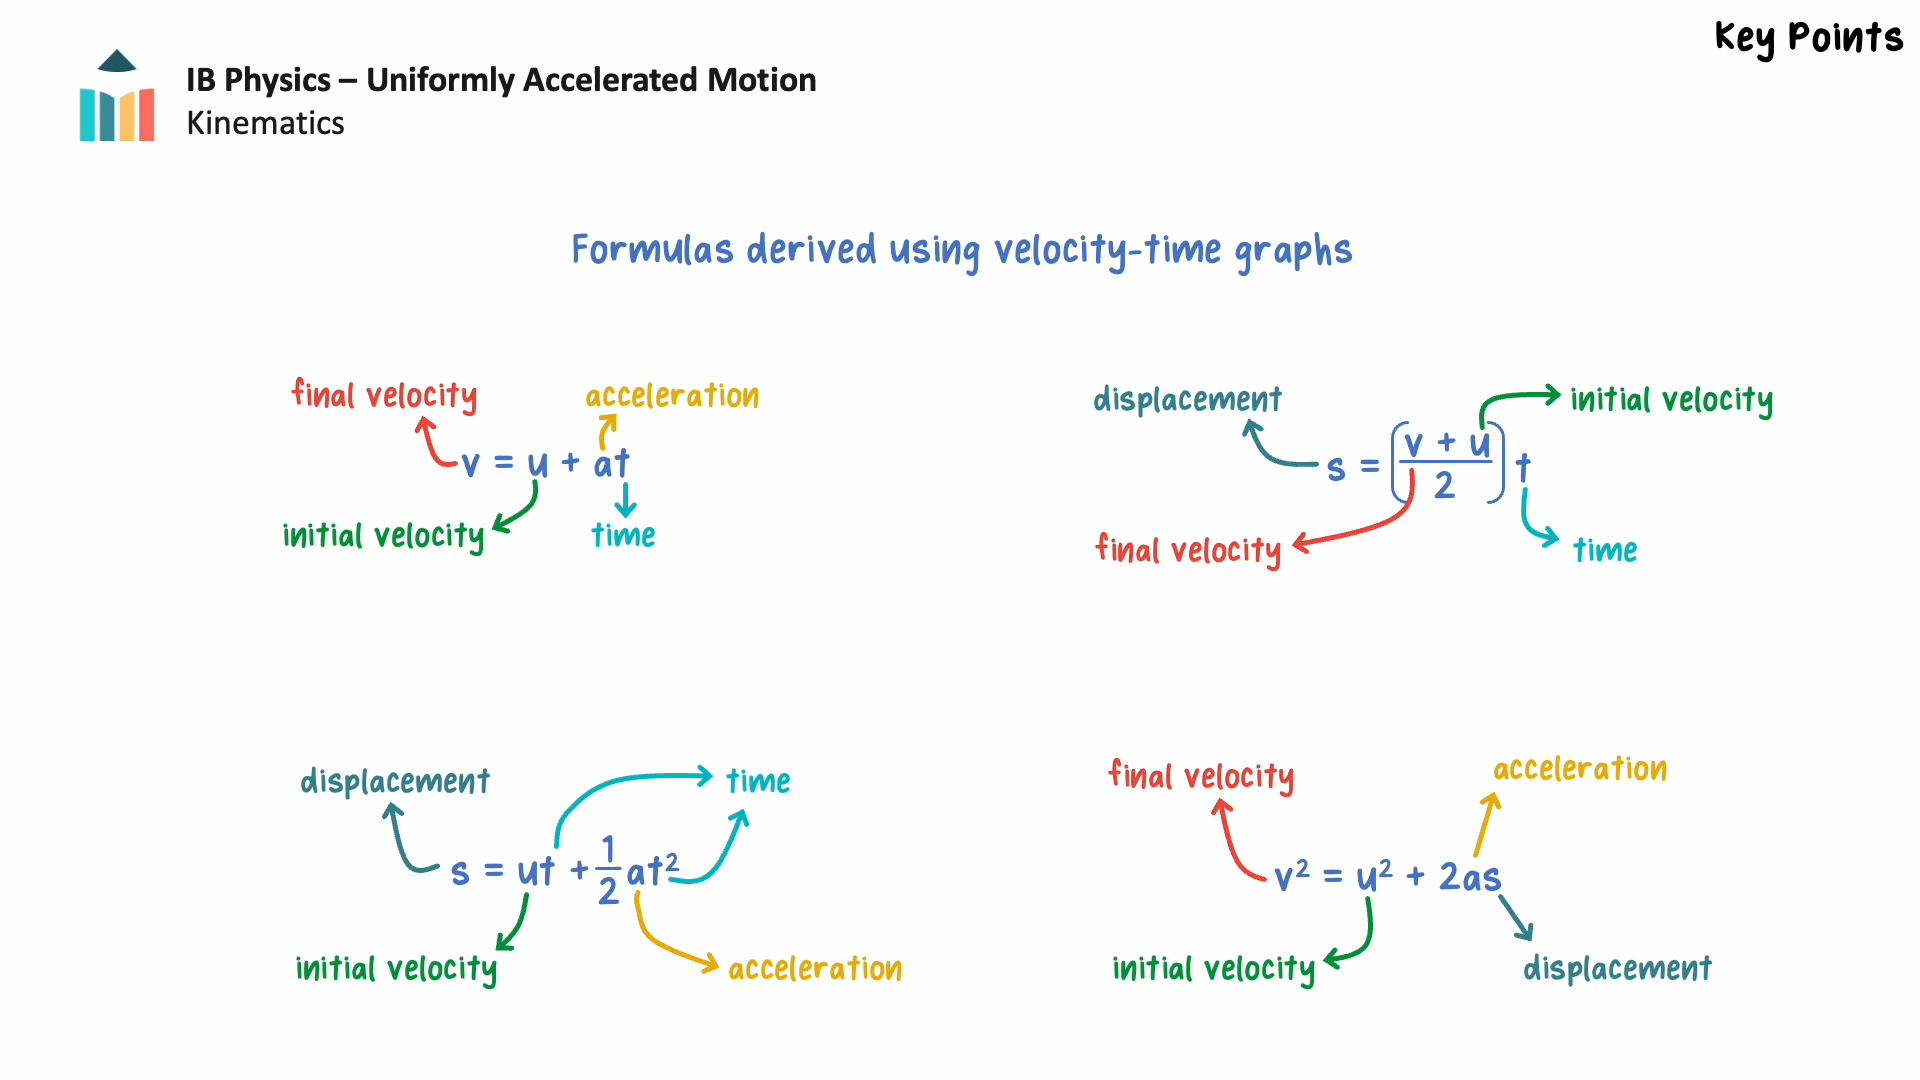 Key Points
IB Physics – Uniformly Accelerated Motion
Kinematics
Formulas derived using velocity-time graphs
final velocity
acceleration
v = u + at
initial velocity
time
displacement
initial velocity
s = [(v + u)/2] t
final velocity
time
displacement
time
s = ut + 1/2 at²
initial velocity
acceleration
final velocity
acceleration
v² = u² + 2as
initial velocity
displacement